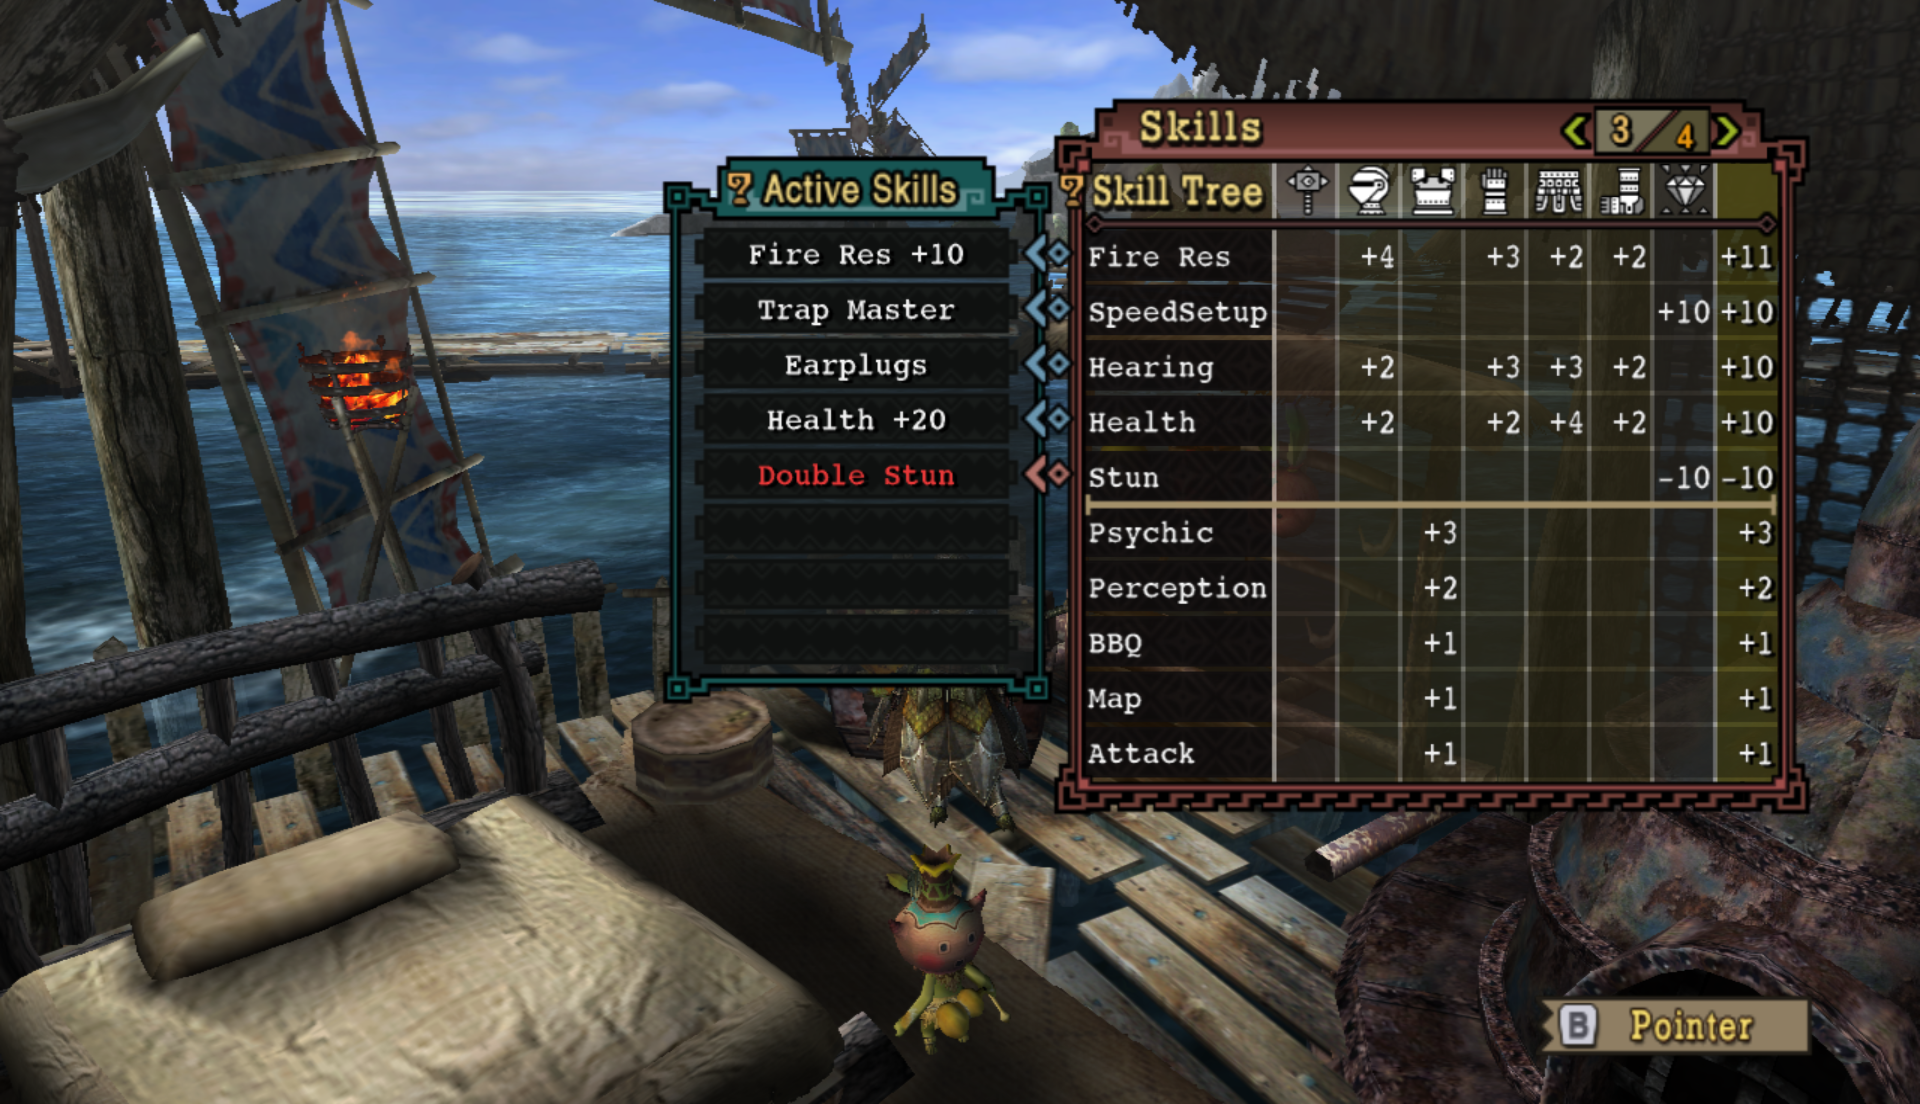 Skills
3/4
? Active Skills
? Skill Tree
Fire Res +10
Trap Master
Earplugs
Health +20
Double Stun
Fire Res +4 +3 +2 +2 +11
SpeedSetup +10 +10
Hearing +2 +3 +3 +2 +10
Health +2 +2 +4 +2 +10
Stun -10 -10
Psychic +3 +3
Perception +2 +2
BBQ +1 +1
Map +1 +1
Attack +1 +1
B Pointer